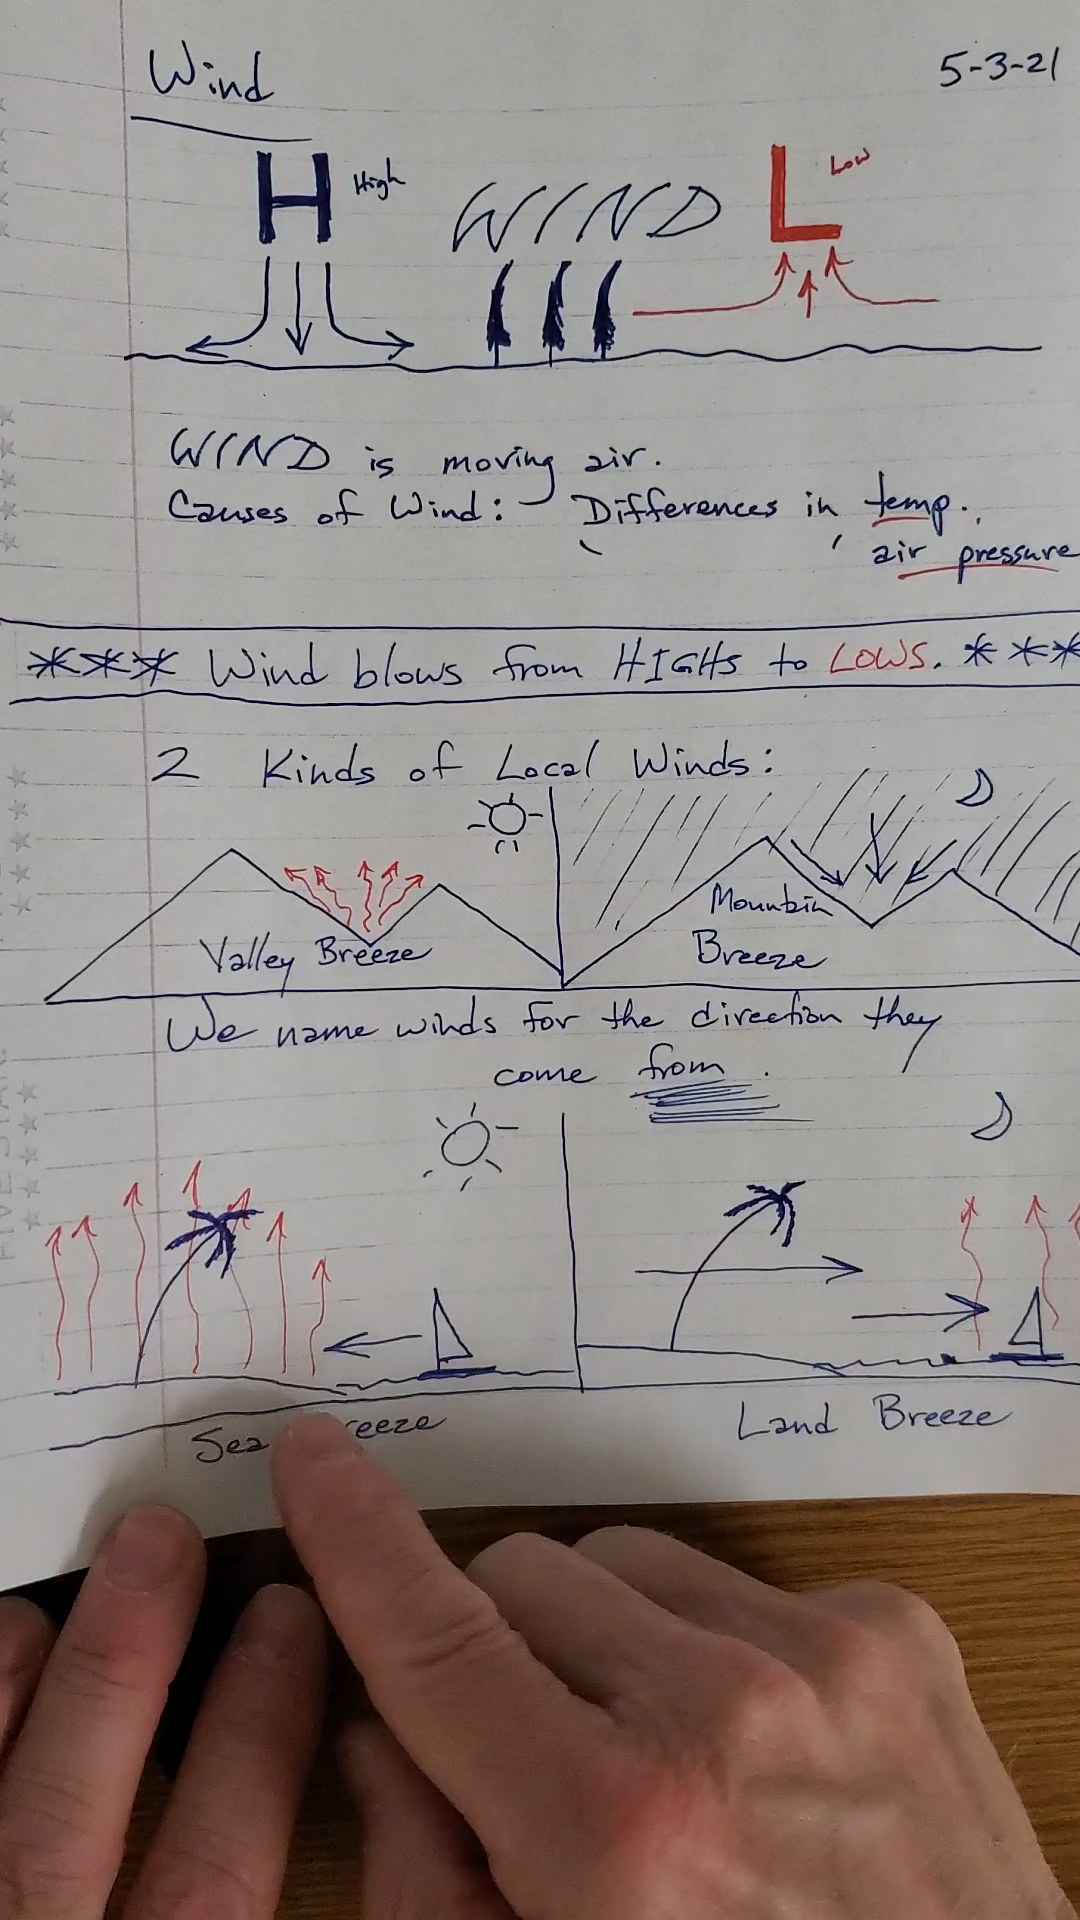 Wind
5-3-21
H High WIND L Low
WIND is moving air.
Causes of Wind: Differences in temp.
air pressure
*** Wind blows from HIGHs to LOWS. ***
2 Kinds of Local Winds:
Valley Breeze
Mountain
Breeze
We name winds for the direction they
come from.
Sea reeze
Land Breeze